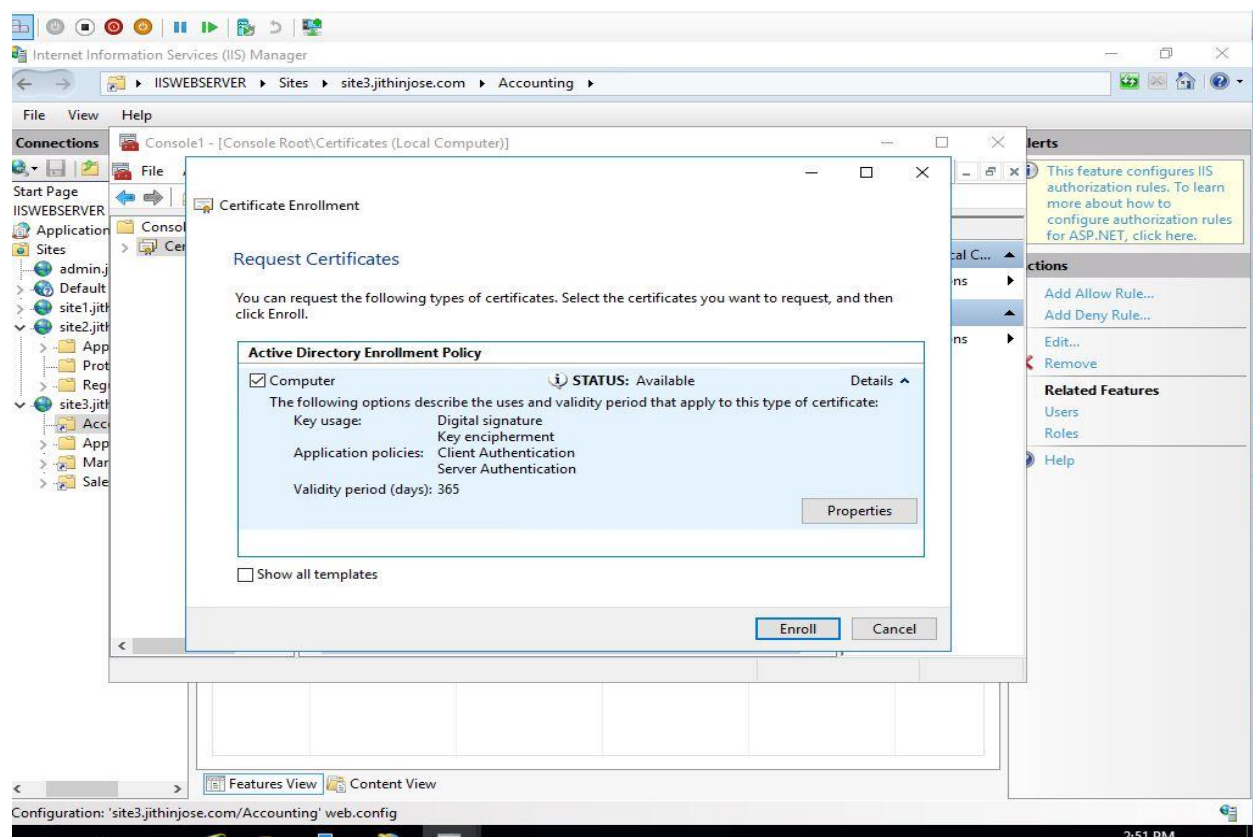 Internet Information Services (IIS) Manager
IISWEBSERVER Sites site3.jithinjose.com Accounting
File View Help
Connections
Start Page
IISWEBSERVER
Application
Sites
admin.j
Default
site1.jith
site2.jith
App
Prot
Regi
site3.jith
Acc
App
Mar
Sale
Console1 - [Console Root\Certificates (Local Computer)]
File
Consol
Cer
cal C...
ns
ns
Certificate Enrollment
Request Certificates
You can request the following types of certificates. Select the certificates you want to request, and then
click Enroll.
Active Directory Enrollment Policy
Computer STATUS: Available Details
The following options describe the uses and validity period that apply to this type of certificate:
Key usage: Digital signature
Key encipherment
Application policies: Client Authentication
Server Authentication
Validity period (days): 365
Properties
Show all templates
Enroll Cancel
lerts
This feature configures IIS
authorization rules. To learn
more about how to
configure authorization rules
for ASP.NET, click here.
ctions
Add Allow Rule...
Add Deny Rule...
Edit...
Remove
Related Features
Users
Roles
Help
Features View Content View
Configuration: 'site3.jithinjose.com/Accounting' web.config
2:51 PM